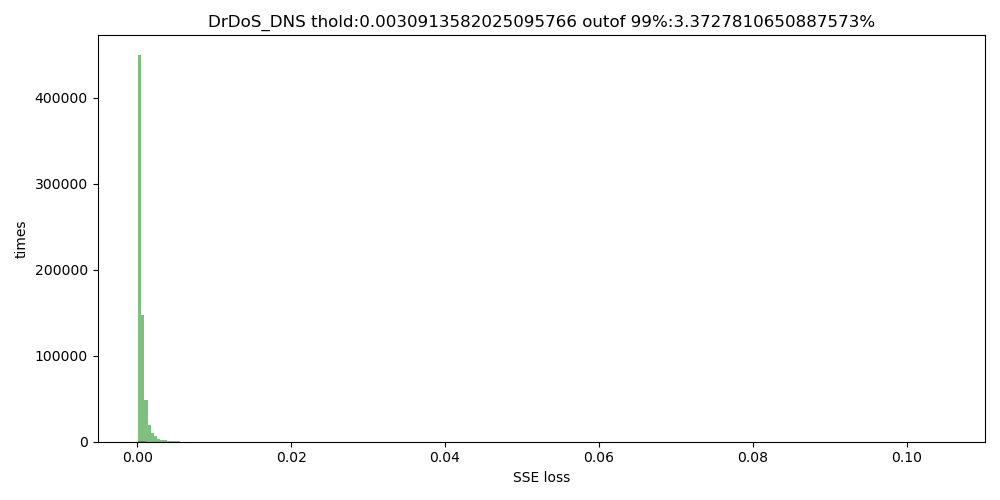 DrDoS_DNS thold:0.0030913582025095766 outof 99%:3.3727810650887573%
400000
300000
200000
100000
0
times
0.00 0.02 0.04 0.06 0.08 0.10
SSE loss